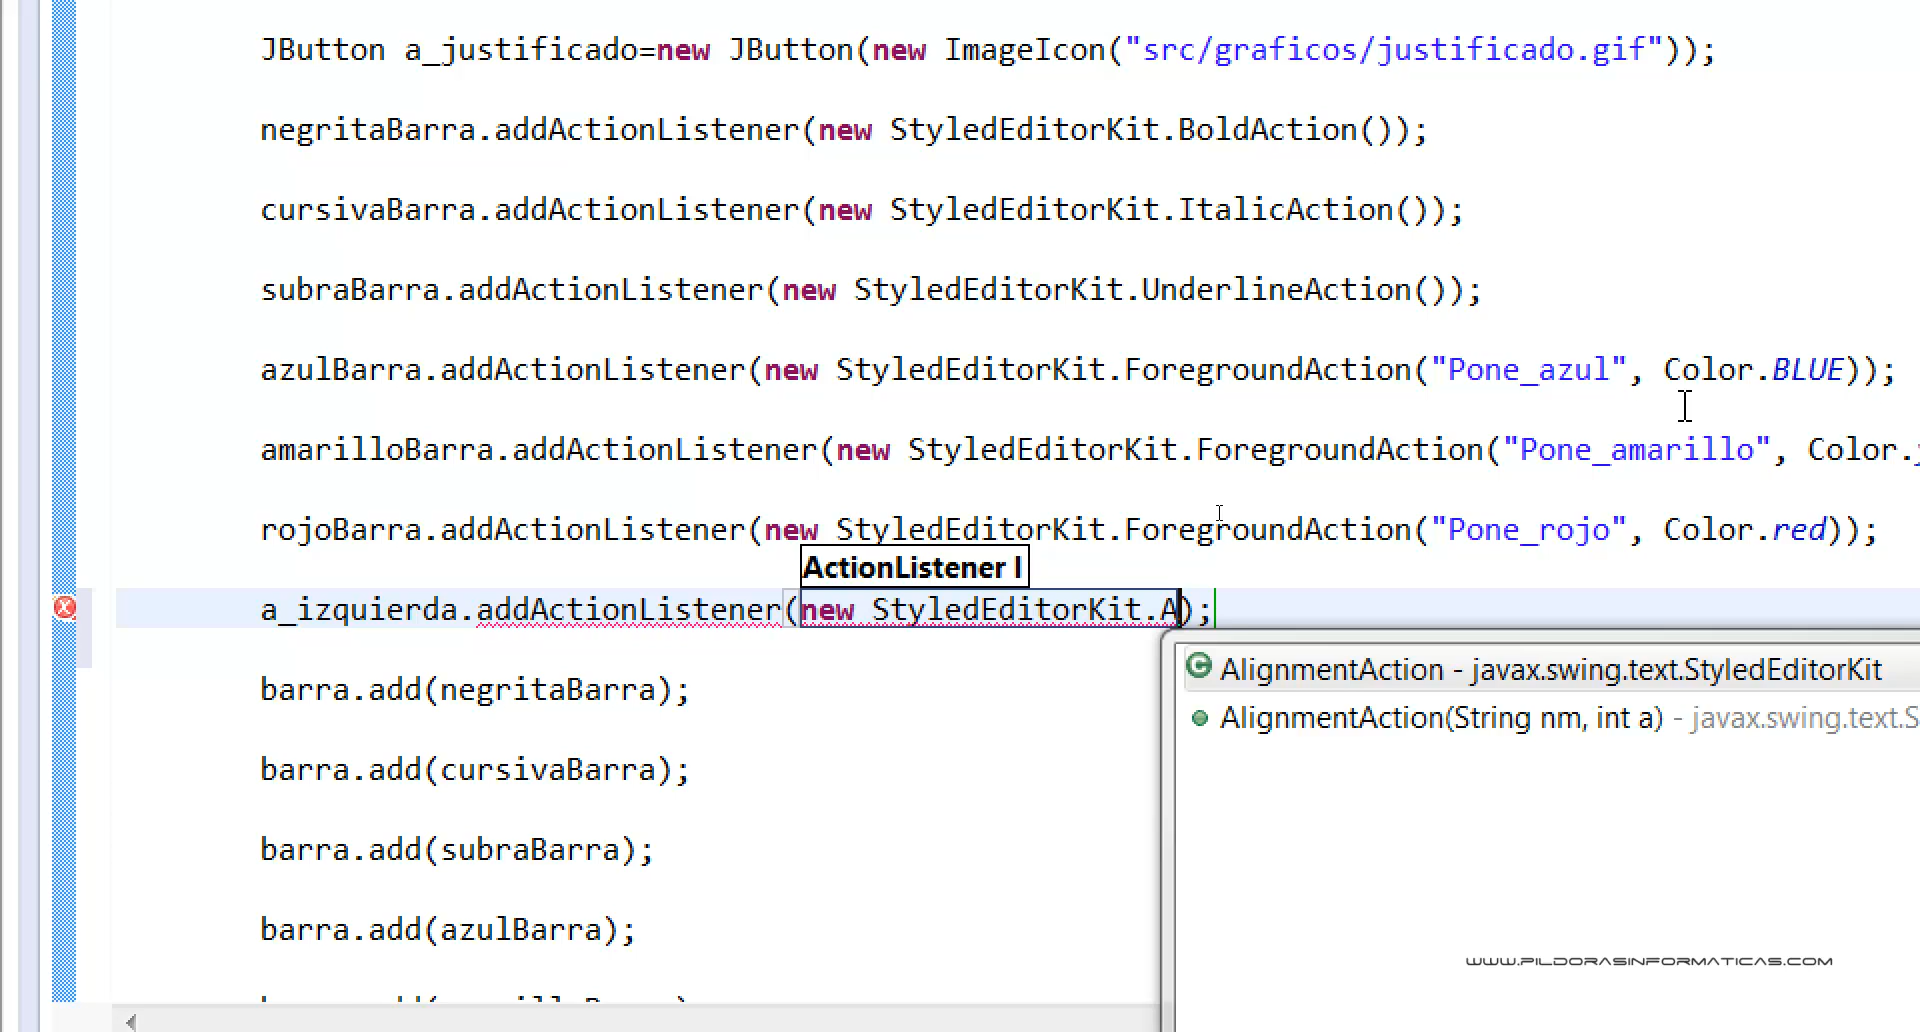 JButton a_justificado=new JButton(new ImageIcon("src/graficos/justificado.gif"));
negritaBarra.addActionListener(new StyledEditorKit.BoldAction());
cursivaBarra.addActionListener(new StyledEditorKit.ItalicAction());
subraBarra.addActionListener(new StyledEditorKit.UnderlineAction());
azulBarra.addActionListener(new StyledEditorKit.ForegroundAction("Pone_azul", Color.BLUE));
amarilloBarra.addActionListener(new StyledEditorKit.ForegroundAction("Pone_amarillo", Color.
rojoBarra.addActionListener(new StyledEditorKit.ForegroundAction("Pone_rojo", Color.red));
ActionListener l
a_izquierda.addActionListener(new StyledEditorKit.A);
AlignmentAction - javax.swing.text.StyledEditorKit
AlignmentAction(String nm, int a) - javax.swing.text.S
barra.add(negritaBarra);
barra.add(cursivaBarra);
barra.add(subraBarra);
barra.add(azulBarra);
WWW.PILDORASINFORMATICAS.COM